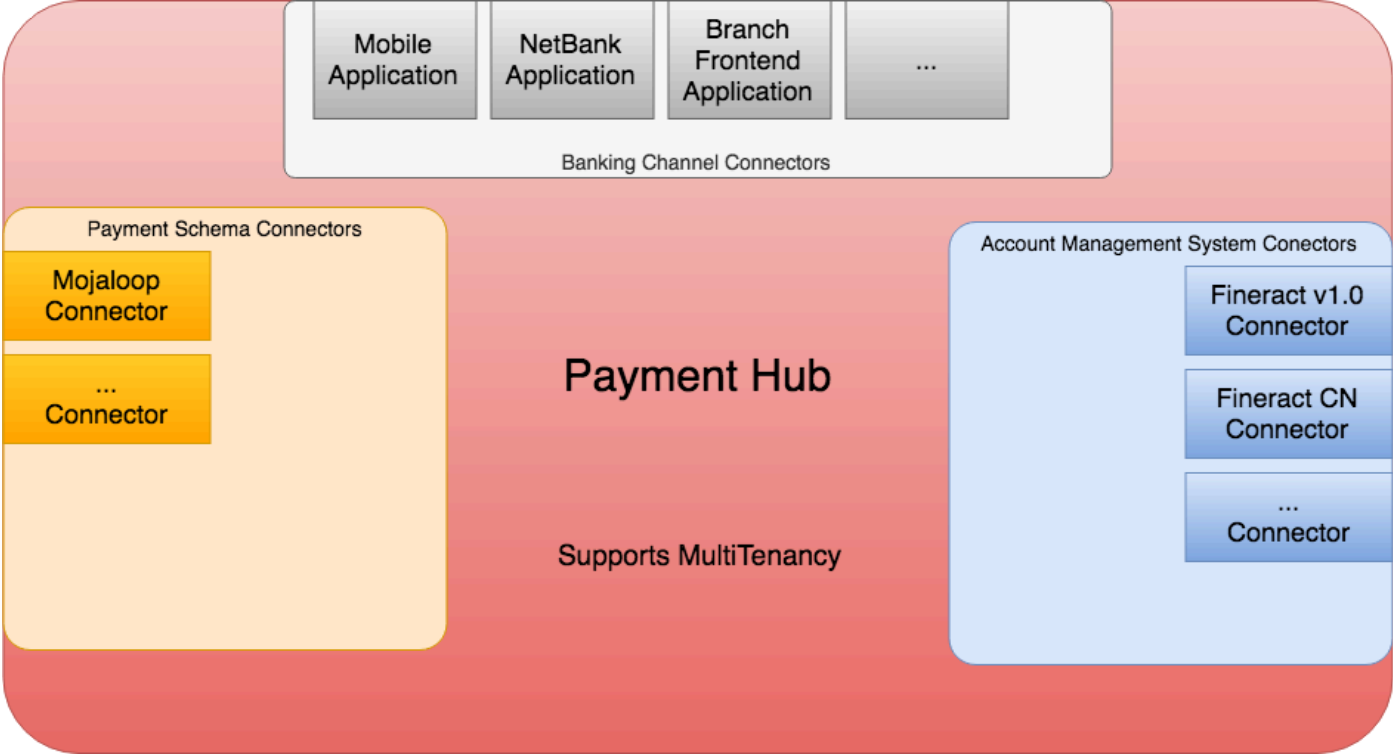 Mobile
Application
NetBank
Application
Branch
Frontend
Application
...
Banking Channel Connectors
Payment Schema Connectors
Mojaloop
Connector
...
Connector
Payment Hub
Supports MultiTenancy
Account Management System Conectors
Fineract v1.0
Connector
Fineract CN
Connector
...
Connector